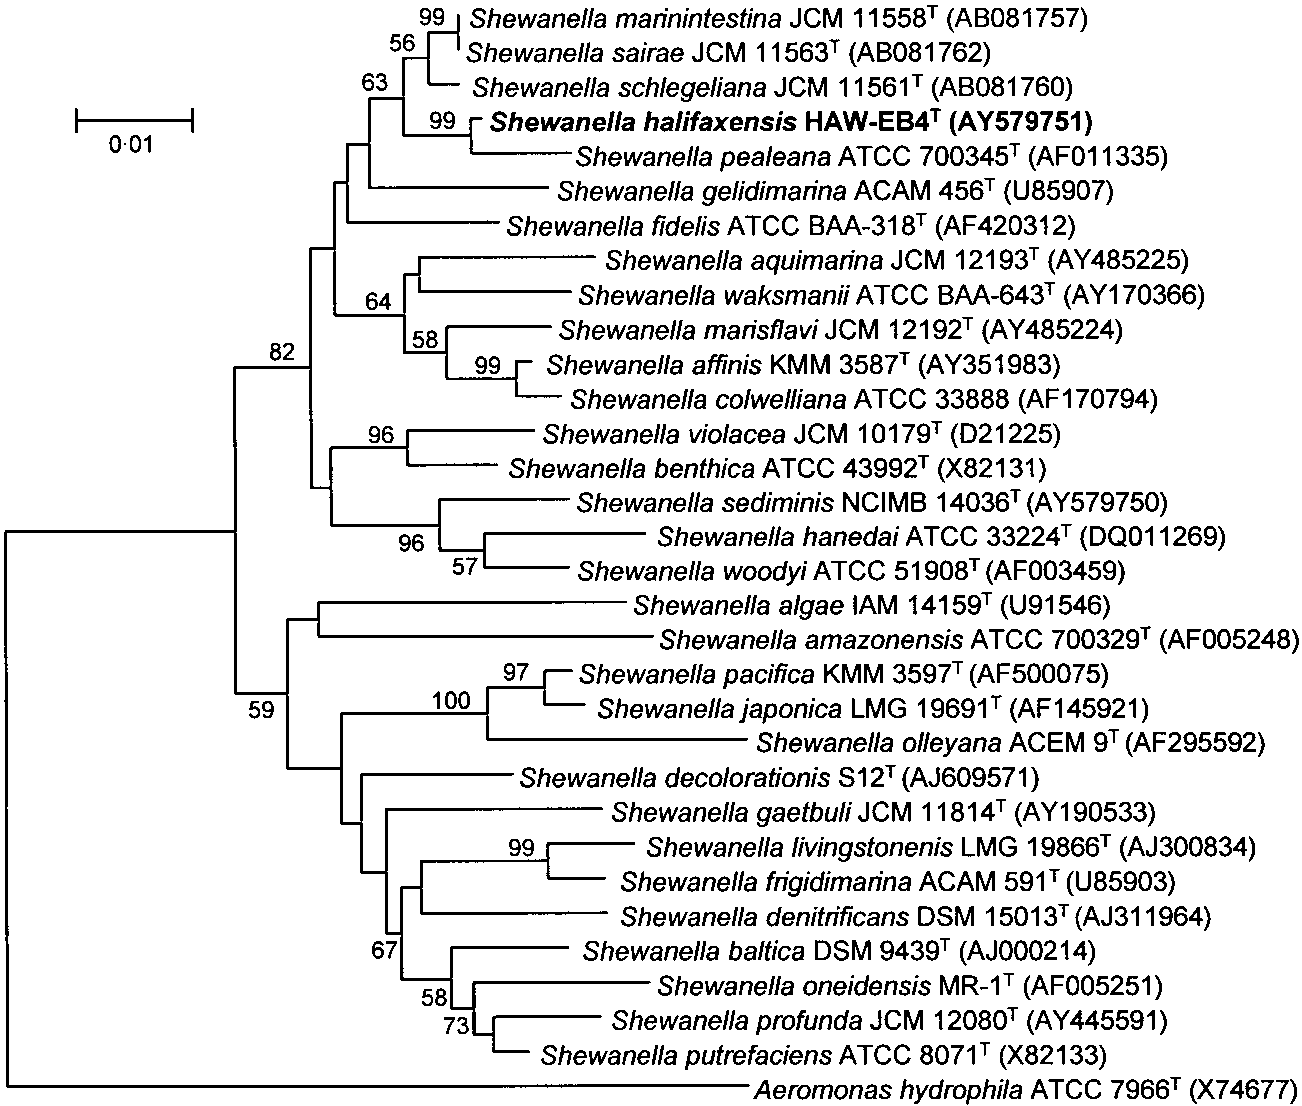 99 Shewanella marinintestina JCM 11558T (AB081757)
56 Shewanella sairae JCM 11563T (AB081762)
63 Shewanella schlegeliana JCM 11561T (AB081760)
0·01
99 Shewanella halifaxensis HAW-EB4T (AY579751)
Shewanella pealeana ATCC 700345T (AF011335)
Shewanella gelidimarina ACAM 456T (U85907)
Shewanella fidelis ATCC BAA-318T (AF420312)
Shewanella aquimarina JCM 12193T (AY485225)
64 Shewanella waksmanii ATCC BAA-643T (AY170366)
58 Shewanella marisflavi JCM 12192T (AY485224)
82
99 Shewanella affinis KMM 3587T (AY351983)
Shewanella colwelliana ATCC 33888 (AF170794)
96 Shewanella violacea JCM 10179T (D21225)
Shewanella benthica ATCC 43992T (X82131)
Shewanella sediminis NCIMB 14036T (AY579750)
96 Shewanella hanedai ATCC 33224T (DQ011269)
57 Shewanella woodyi ATCC 51908T (AF003459)
Shewanella algae IAM 14159T (U91546)
Shewanella amazonensis ATCC 700329T (AF005248)
97 Shewanella pacifica KMM 3597T (AF500075)
59
100 Shewanella japonica LMG 19691T (AF145921)
Shewanella olleyana ACEM 9T (AF295592)
Shewanella decolorationis S12T (AJ609571)
Shewanella gaetbuli JCM 11814T (AY190533)
99 Shewanella livingstonenis LMG 19866T (AJ300834)
Shewanella frigidimarina ACAM 591T (U85903)
Shewanella denitrificans DSM 15013T (AJ311964)
67 Shewanella baltica DSM 9439T (AJ000214)
58 Shewanella oneidensis MR-1T (AF005251)
73 Shewanella profunda JCM 12080T (AY445591)
Shewanella putrefaciens ATCC 8071T (X82133)
Aeromonas hydrophila ATCC 7966T (X74677)